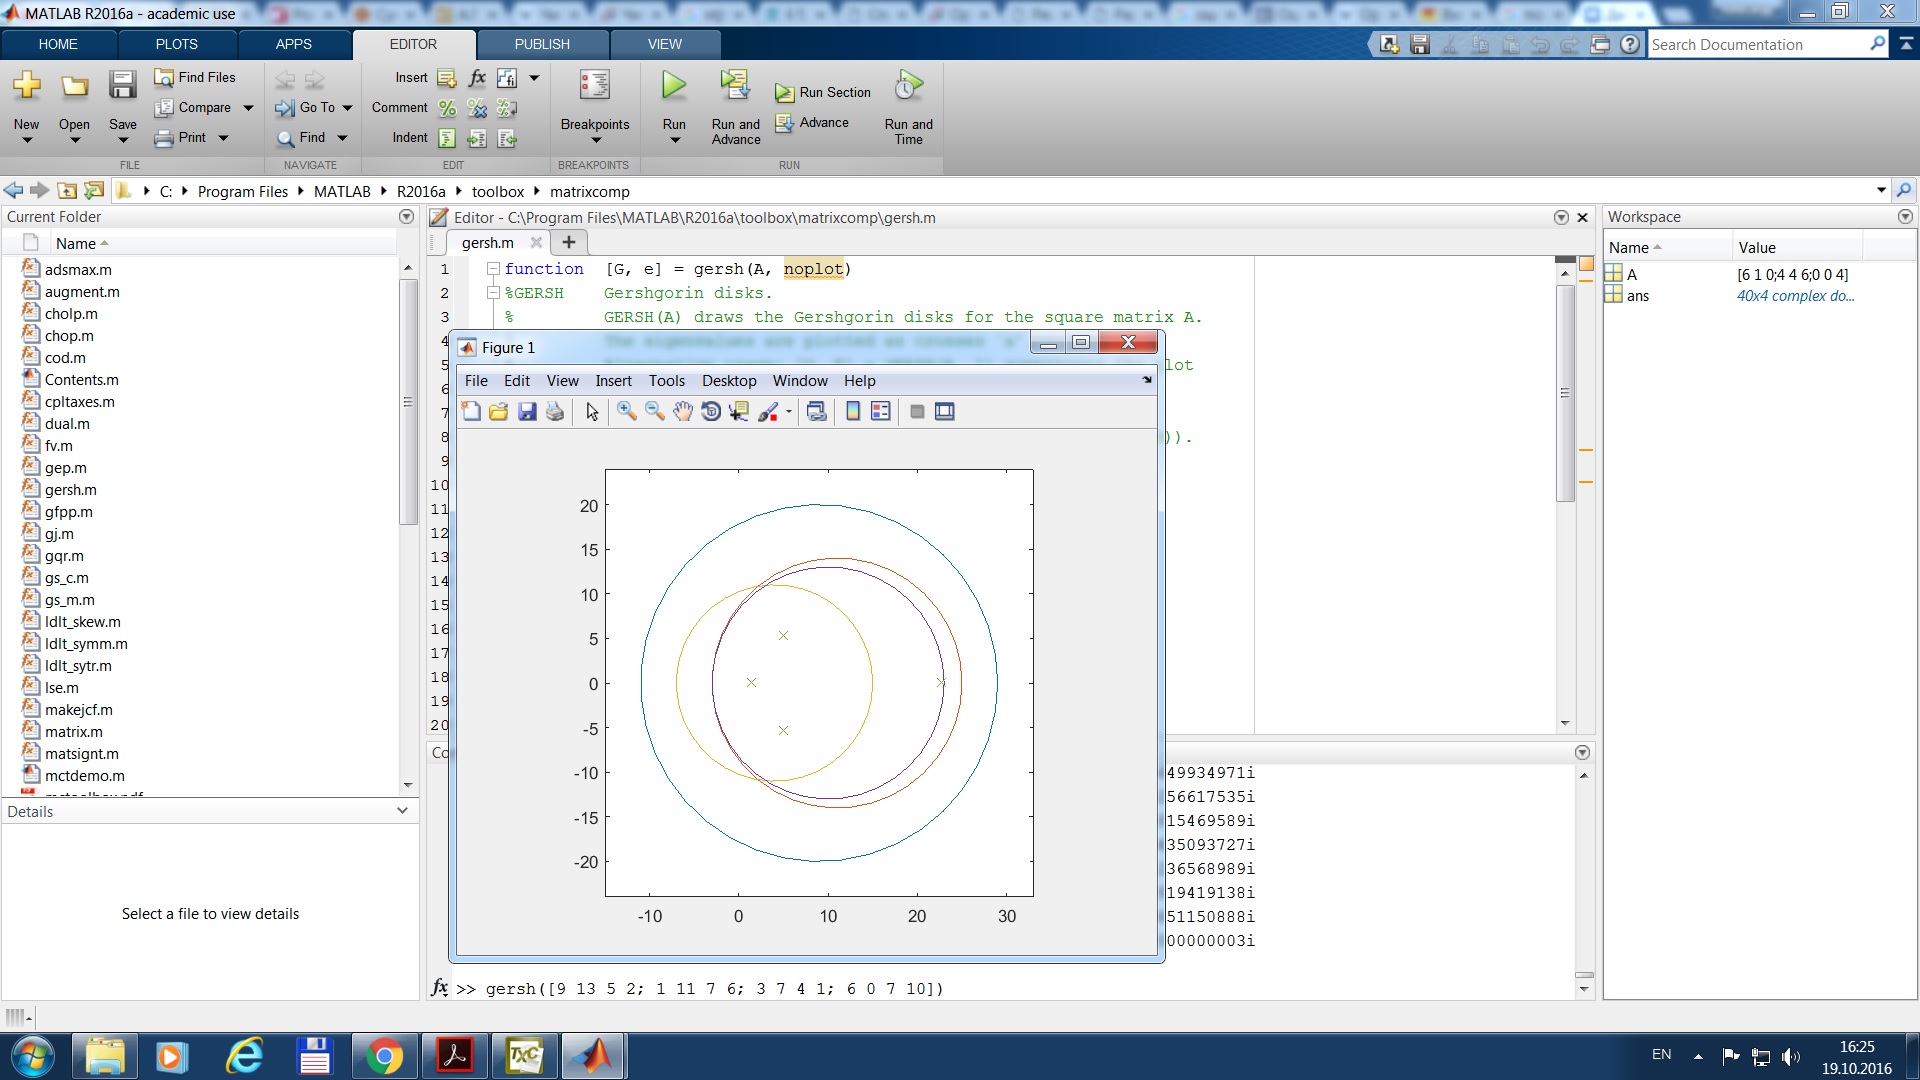 MATLAB R2016a - academic use
HOME PLOTS APPS EDITOR PUBLISH VIEW
Search Documentation
New Open Save
Find Files
Compare
Print
FILE
Go To
Find
NAVIGATE
Insert fx
Comment
Indent
EDIT
Breakpoints
BREAKPOINTS
Run
Run and Advance
Run Section
Advance
Run and Time
RUN
C: Program Files MATLAB R2016a toolbox matrixcomp
Current Folder
Name
adsmax.m
augment.m
cholp.m
chop.m
cod.m
Contents.m
cpltaxes.m
dual.m
fv.m
gep.m
gersh.m
gfpp.m
gj.m
gqr.m
gs_c.m
gs_m.m
ldlt_skew.m
ldlt_symm.m
ldlt_sytr.m
lse.m
makejcf.m
matrix.m
matsignt.m
mctdemo.m
Details
Select a file to view details
Editor - C:\Program Files\MATLAB\R2016a\toolbox\matrixcomp\gersh.m
gersh.m
1 function [G, e] = gersh(A, noplot)
2 %GERSH Gershgorin disks.
3 % GERSH(A) draws the Gershgorin disks for the square matrix A.
4
5 lot
7
8 )).
9
10
11
12
13
14
15
16
17
18
19
20
Figure 1
File Edit View Insert Tools Desktop Window Help
20
15
10
5
0
-5
-10
-15
-20
-10 0 10 20 30
Co
49934971i
56617535i
15469589i
35093727i
36568989i
19419138i
51150888i
00000003i
fx >> gersh([9 13 5 2; 1 11 7 6; 3 7 4 1; 6 0 7 10])
Workspace
Name Value
A [6 1 0;4 4 6;0 0 4]
ans 40x4 complex do...
EN
16:25
19.10.2016